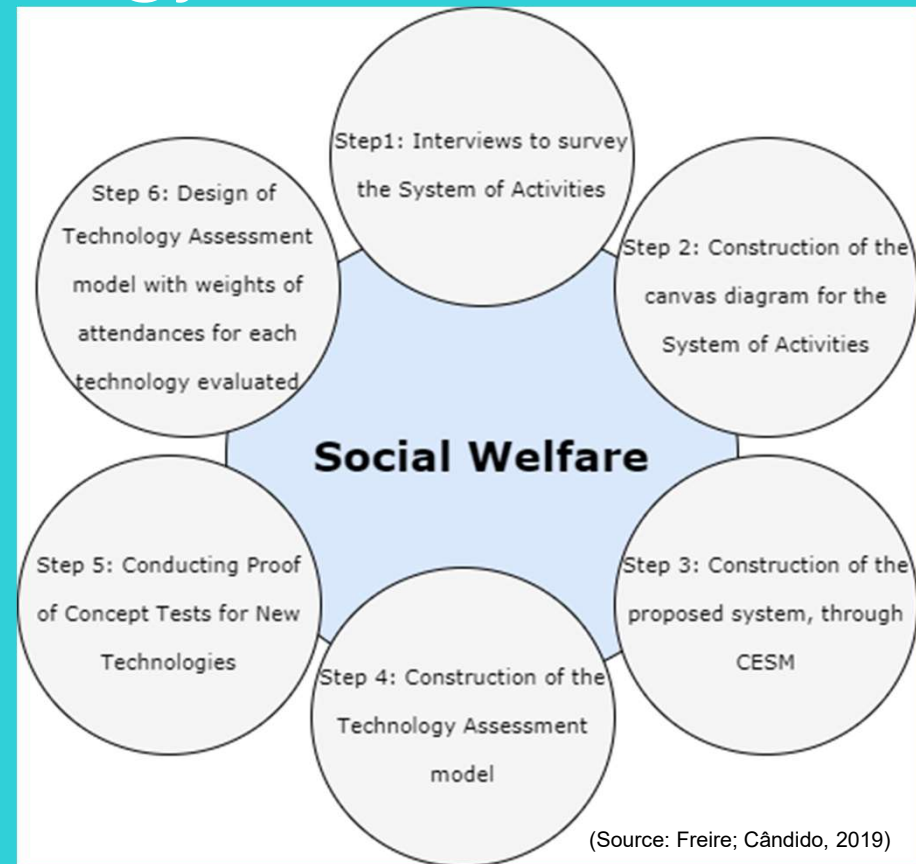 Step1: Interviews to survey
the System of Activities
Step 2: Construction of the
canvas diagram for the
System of Activities
Step 3: Construction of the
proposed system, through
CESM
Step 4: Construction of the
Technology Assessment
model
Step 5: Conducting Proof
of Concept Tests for New
Technologies
Step 6: Design of
Technology Assessment
model with weights of
attendances for each
technology evaluated
Social Welfare
(Source: Freire; Cândido, 2019)